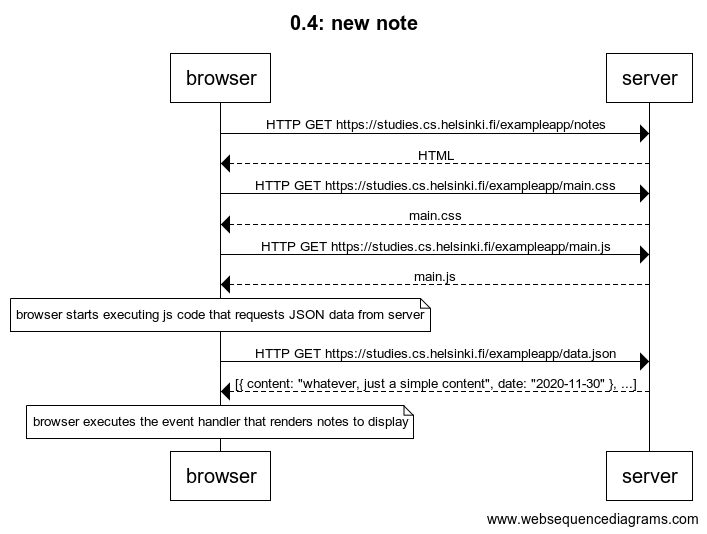 0.4: new note
browser
server
HTTP GET https://studies.cs.helsinki.fi/exampleapp/notes
HTML
HTTP GET https://studies.cs.helsinki.fi/exampleapp/main.css
main.css
HTTP GET https://studies.cs.helsinki.fi/exampleapp/main.js
main.js
browser starts executing js code that requests JSON data from server
HTTP GET https://studies.cs.helsinki.fi/exampleapp/data.json
[{ content: "whatever, just a simple content", date: "2020-11-30" }, ...]
browser executes the event handler that renders notes to display
browser
server
www.websequencediagrams.com